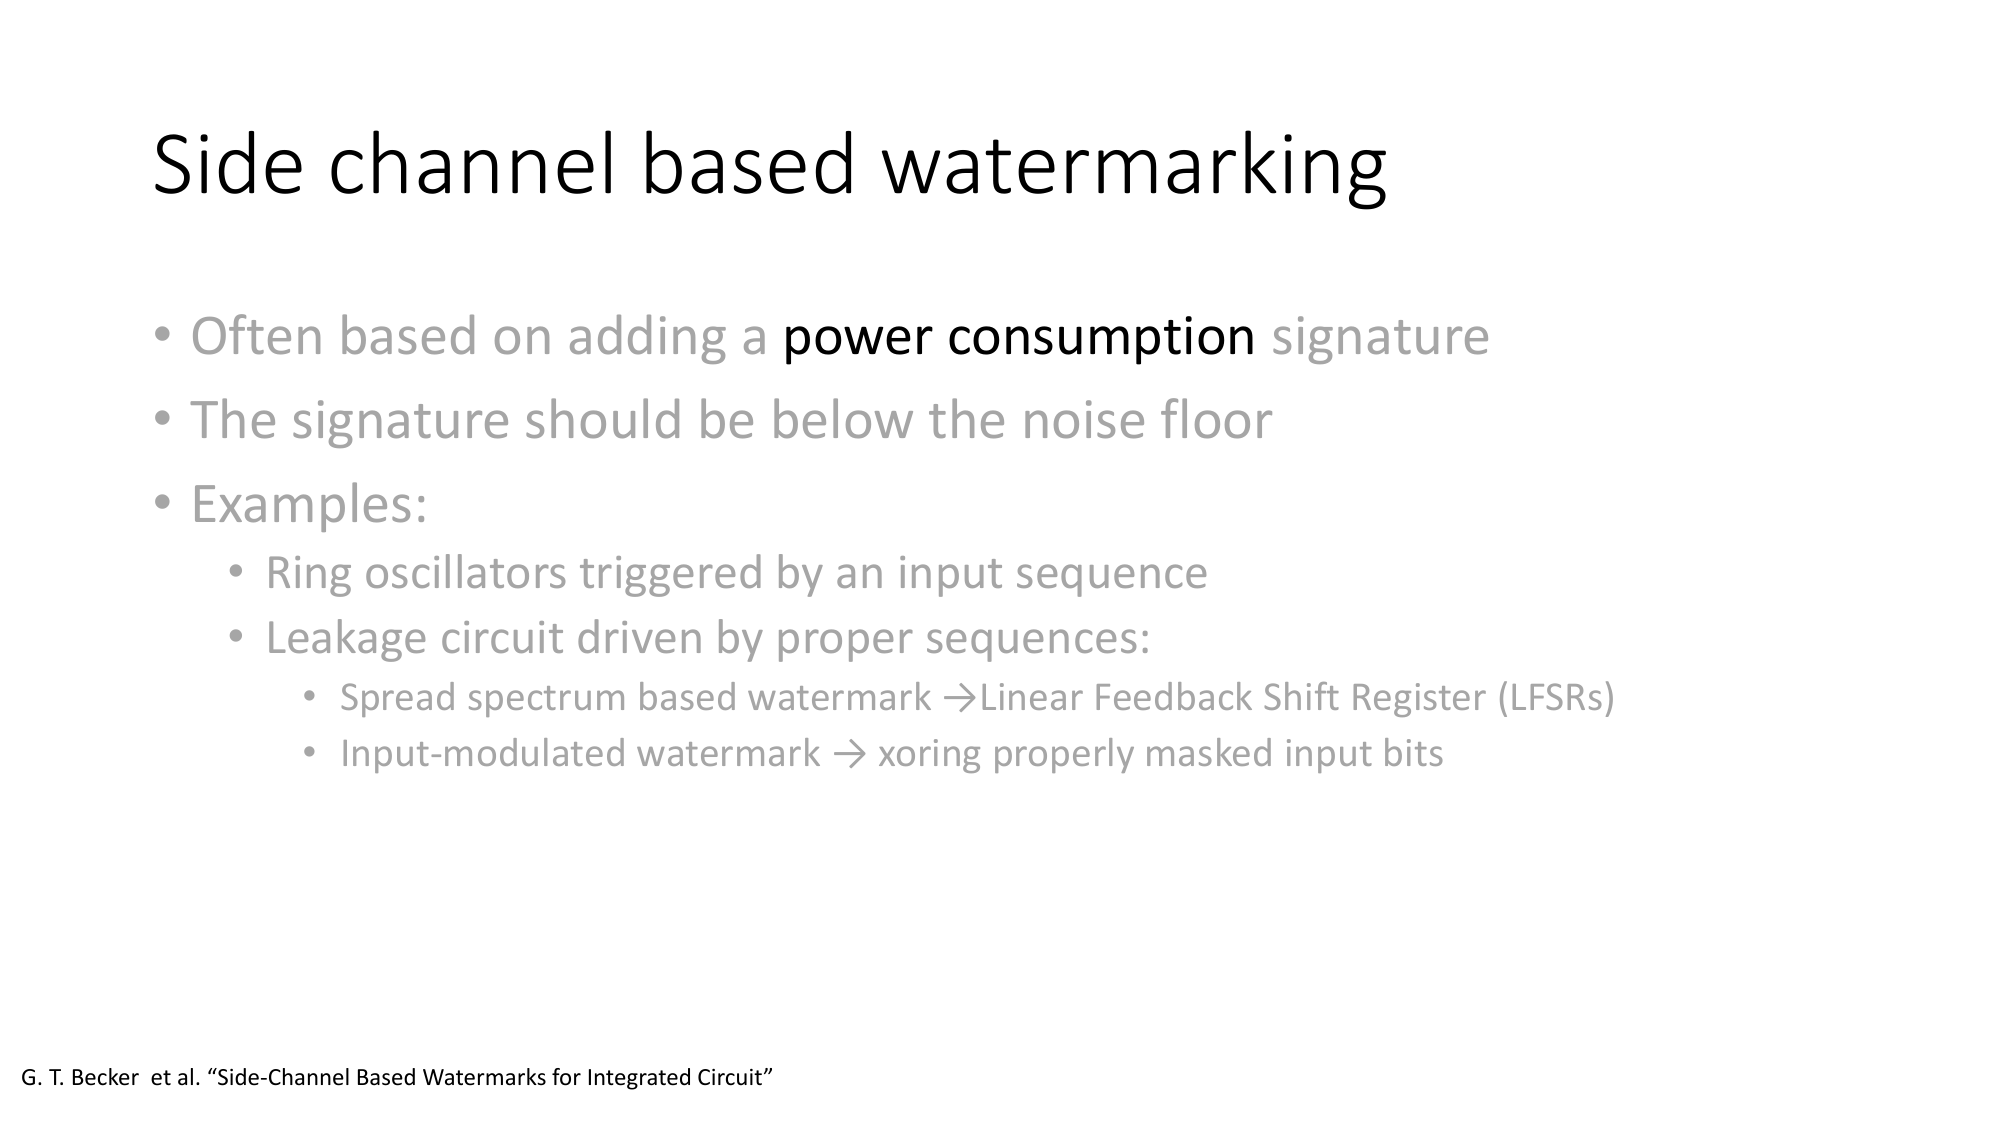 Side channel based watermarking
• Often based on adding a power consumption signature
• The signature should be below the noise floor
• Examples:
• Ring oscillators triggered by an input sequence
• Leakage circuit driven by proper sequences:
• Spread spectrum based watermark →Linear Feedback Shift Register (LFSRs)
• Input-modulated watermark → xoring properly masked input bits
G. T. Becker et al. “Side-Channel Based Watermarks for Integrated Circuit”